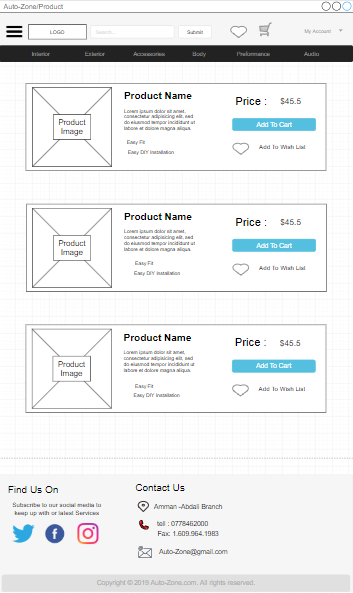 Auto-Zone/Product
LOGO
Search...
Submit
My Account
Interior
Exterior
Accessories
Body
Preformance
Audio
Product Image
Product Name
Lorem ipsum dolor sit amet,
consectetur adipiscing elit, sed
do eiusmod tempor incididunt ut
labore et dolore magna aliqua.
Easy Fit
Easy DIY Installation
Price : $45.5
Add To Cart
Add To Wish List
Product Image
Product Name
Lorem ipsum dolor sit amet,
consectetur adipiscing elit, sed
do eiusmod tempor incididunt ut
labore et dolore magna aliqua.
Easy Fit
Easy DIY Installation
Price : $45.5
Add To Cart
Add To Wish List
Product Image
Product Name
Lorem ipsum dolor sit amet,
consectetur adipiscing elit, sed
do eiusmod tempor incididunt ut
labore et dolore magna aliqua.
Easy Fit
Easy DIY Installation
Price : $45.5
Add To Cart
Add To Wish List
Find Us On
Subscribe to our social media to
keep up with or latest Services
Contact Us
Amman -Abdali Branch
tell : 0778462000
Fax: 1.609.964.1983
Auto-Zone@gmail.com
Copyright © 2019 Auto-Zone.com. All rights reserved.